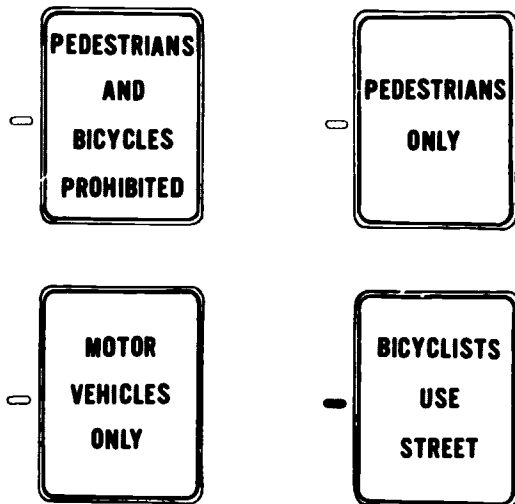 PEDESTRIANS
AND
BICYCLES
PROHIBITED
PEDESTRIANS
ONLY
MOTOR
VEHICLES
ONLY
BICYCLISTS
USE
STREET